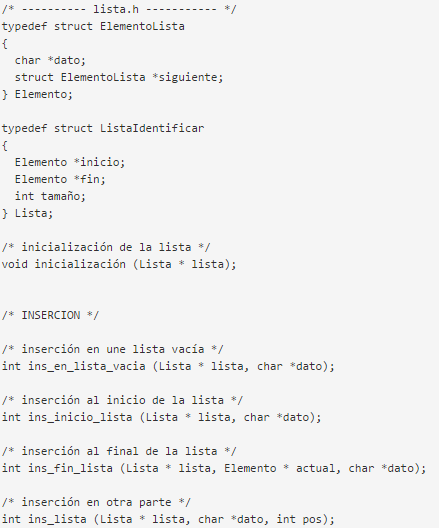 /* ---------- lista.h ----------- */
typedef struct ElementoLista
{
  char *dato;
  struct ElementoLista *siguiente;
} Elemento;

typedef struct ListaIdentificar
{
  Elemento *inicio;
  Elemento *fin;
  int tamaño;
} Lista;

/* inicialización de la lista */
void inicialización (Lista * lista);


/* INSERCION */

/* inserción en une lista vacía */
int ins_en_lista_vacia (Lista * lista, char *dato);

/* inserción al inicio de la lista */
int ins_inicio_lista (Lista * lista, char *dato);

/* inserción al final de la lista */
int ins_fin_lista (Lista * lista, Elemento * actual, char *dato);

/* inserción en otra parte */
int ins_lista (Lista * lista, char *dato, int pos);